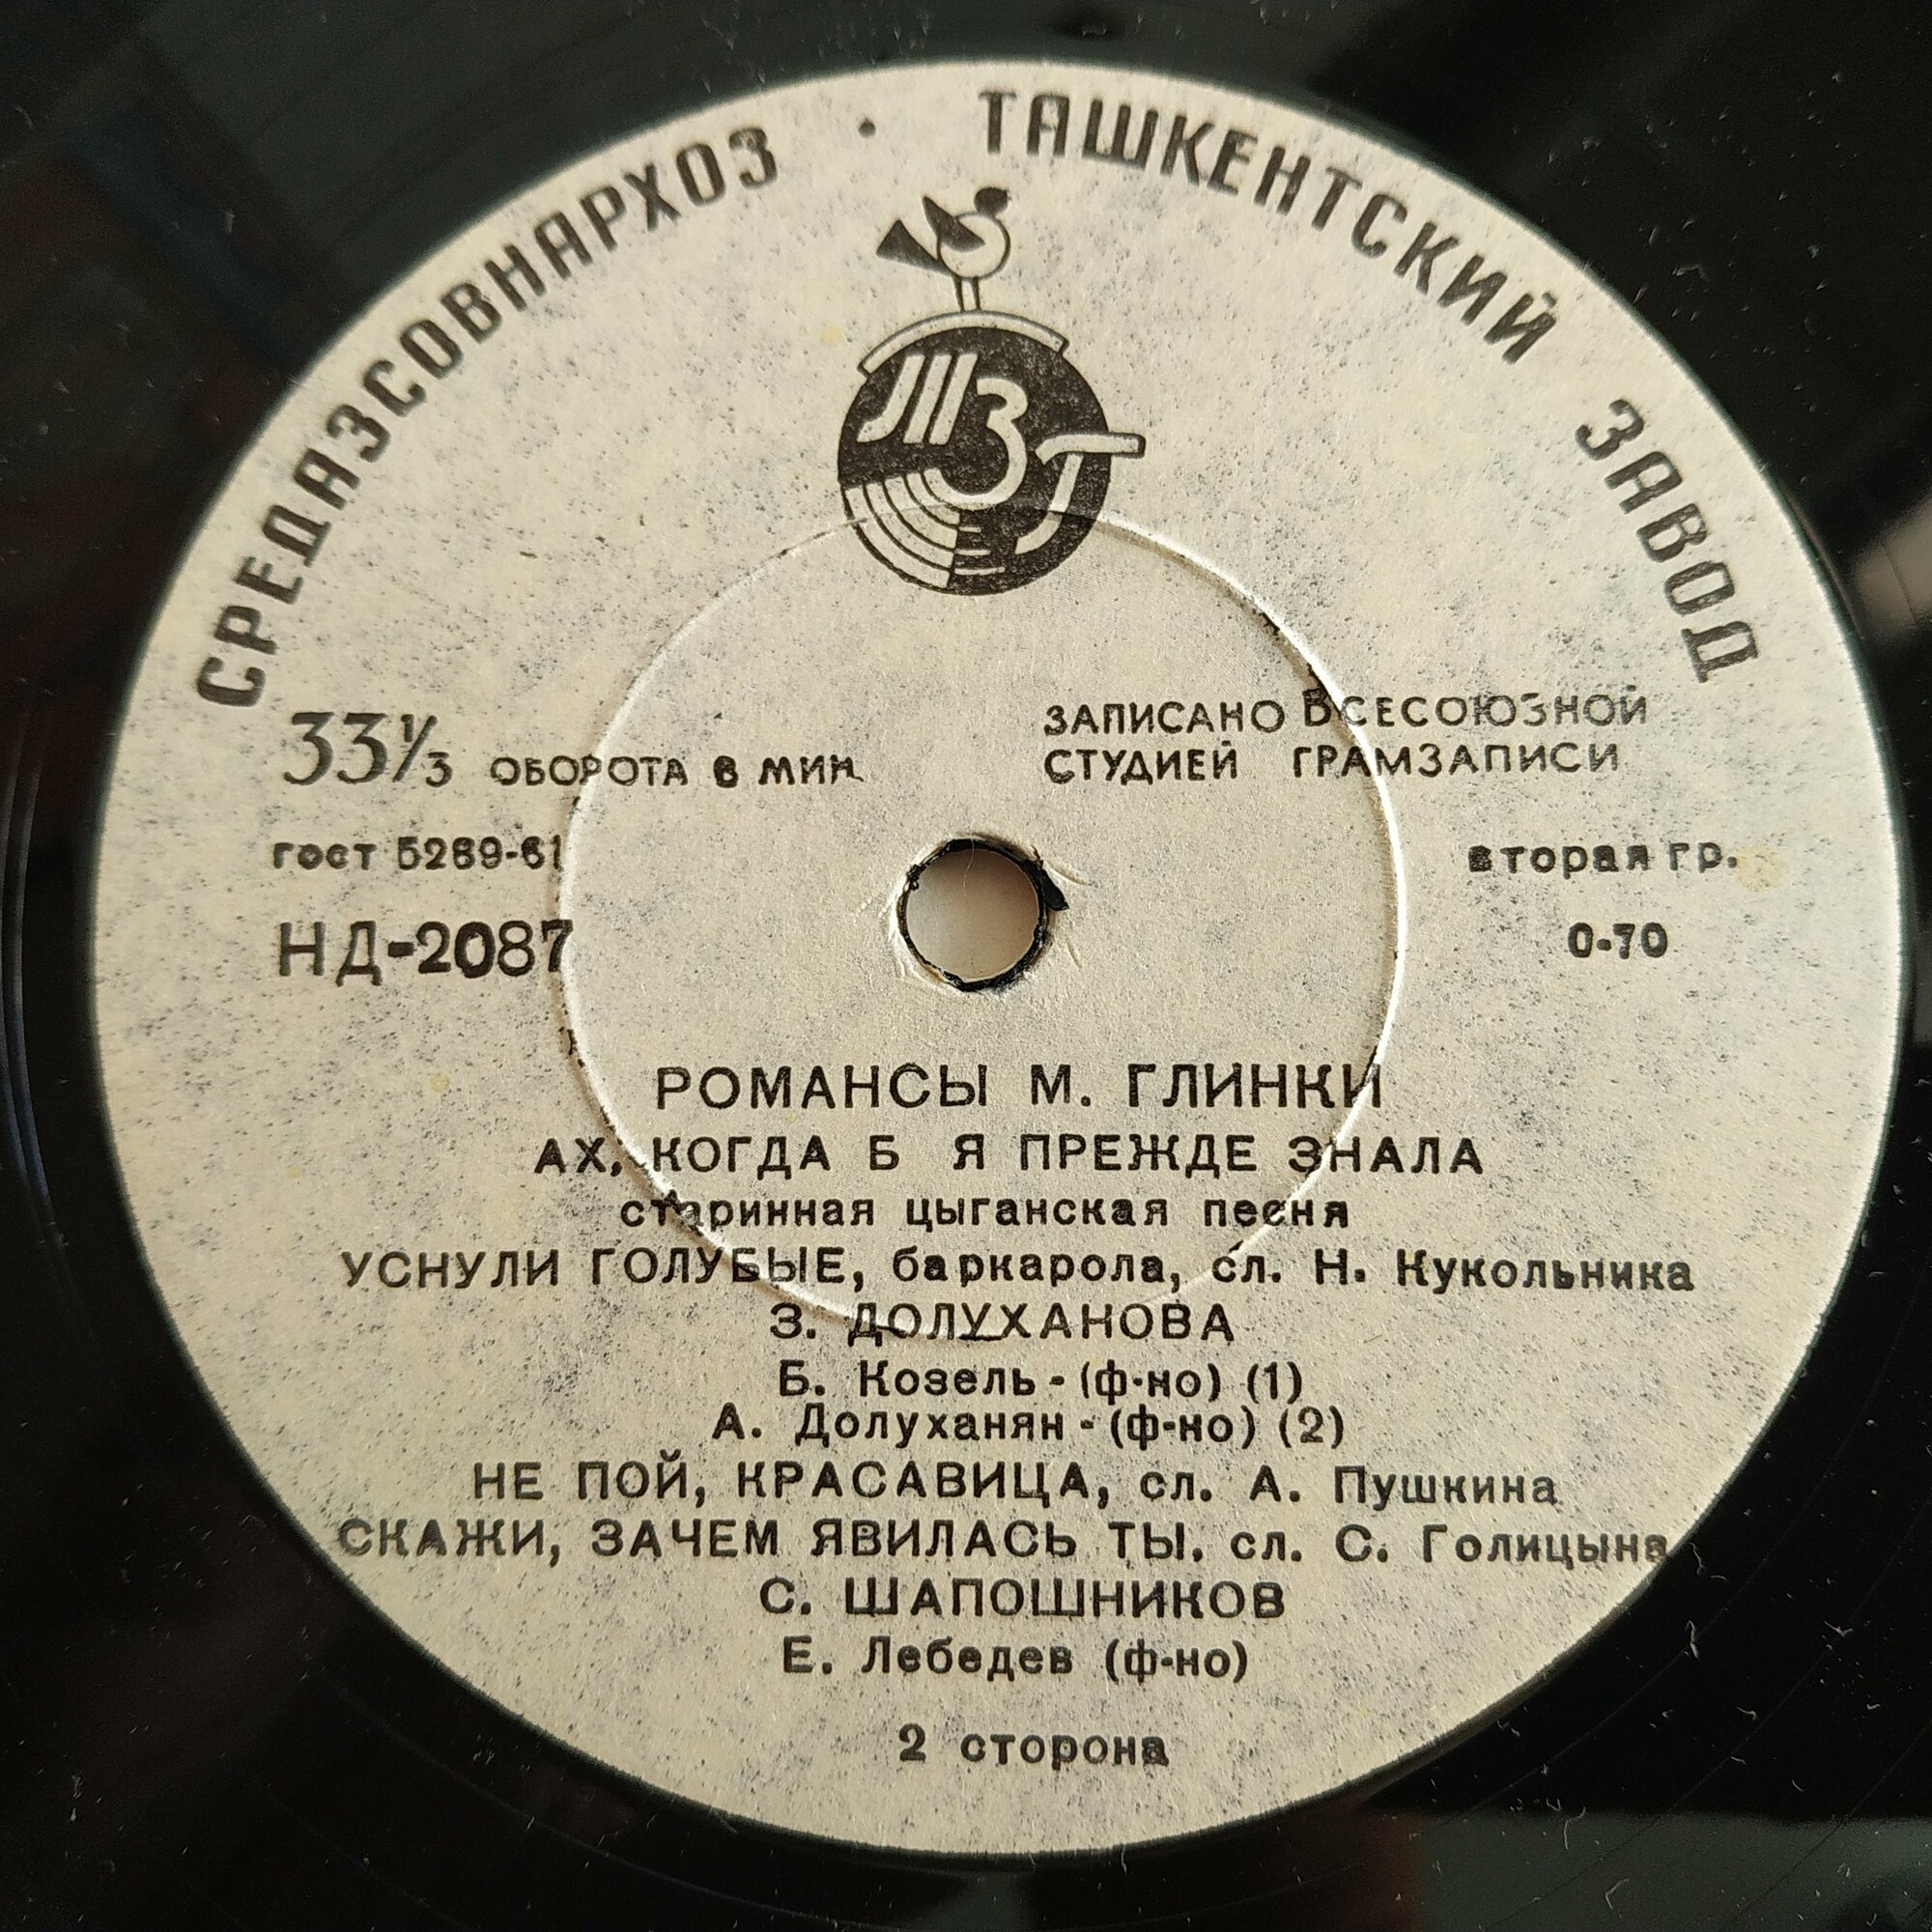 СРЕДАЗСОВНАРХОЗ · ТАШКЕНТСКИЙ ЗАВОД
ТЗГ
33⅓ ОБОРОТА В МИН.
ЗАПИСАНО ВСЕСОЮЗНОЙ
СТУДИЕЙ ГРАМЗАПИСИ
гост 5289-61
вторая гр.
НД-2087
0-70
РОМАНСЫ М. ГЛИНКИ
АХ, КОГДА Б Я ПРЕЖДЕ ЗНАЛА
старинная цыганская песня
УСНУЛИ ГОЛУБЫЕ, баркарола, сл. Н. Кукольника
З. ДОЛУХАНОВА
Б. Козель - (ф-но) (1)
А. Долуханян - (ф-но) (2)
НЕ ПОЙ, КРАСАВИЦА, сл. А. Пушкина
СКАЖИ, ЗАЧЕМ ЯВИЛАСЬ ТЫ. сл. С. Голицына
С. ШАПОШНИКОВ
Е. Лебедев (ф-но)
2 сторона